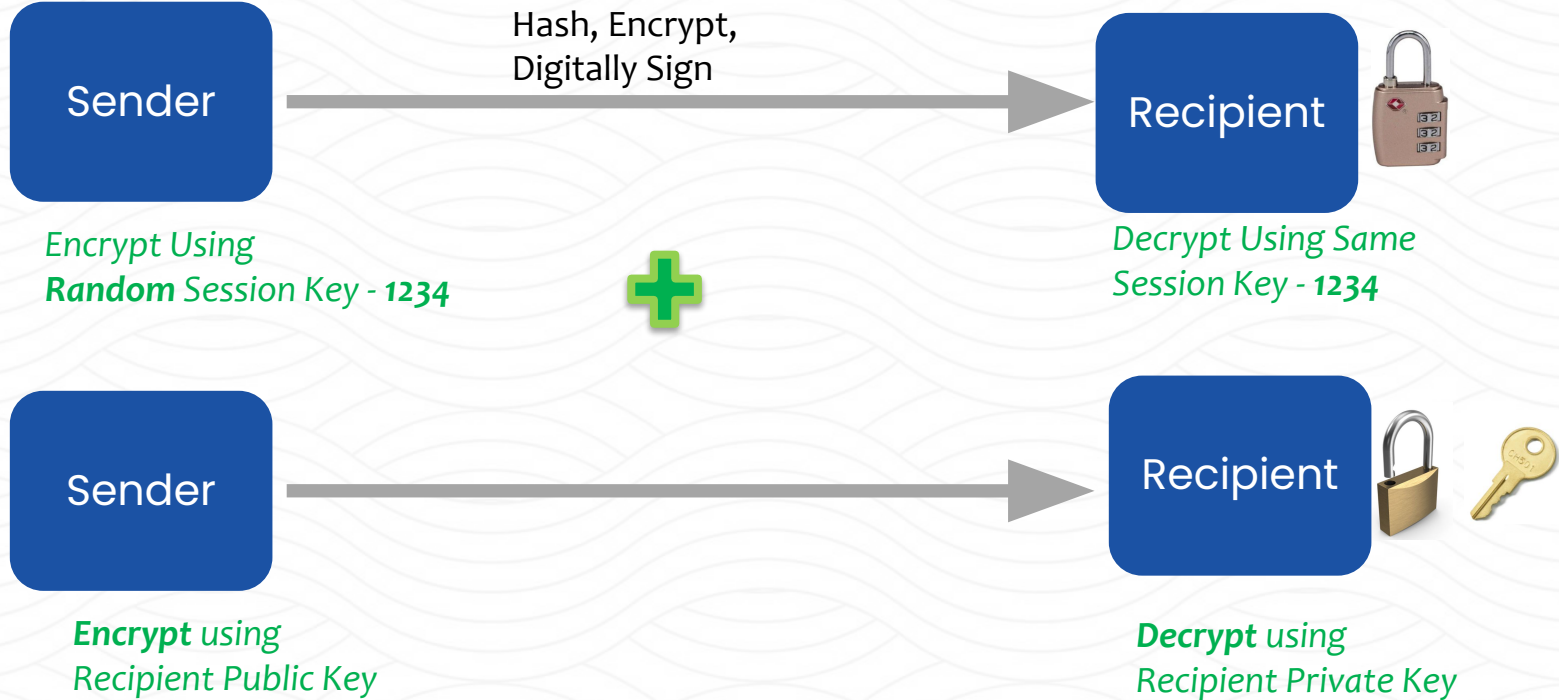 Hash, Encrypt,
Digitally Sign
Sender
Recipient
Encrypt Using
Random Session Key - 1234
Decrypt Using Same
Session Key - 1234
Sender
Recipient
Encrypt using
Recipient Public Key
Decrypt using
Recipient Private Key